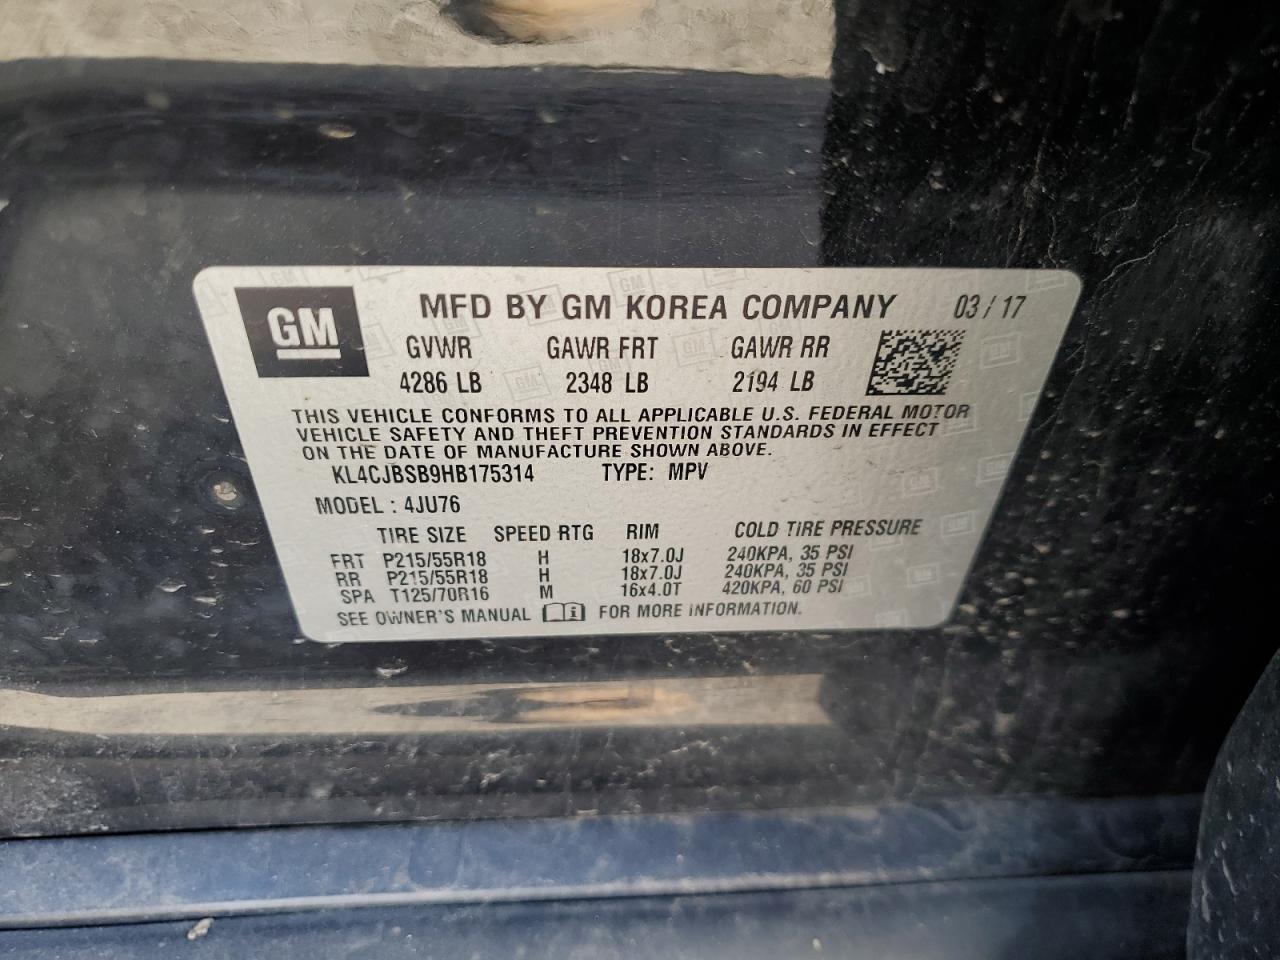 GM MFD BY GM KOREA COMPANY 03/17
GVWR GAWR FRT GAWR RR
4286 LB 2348 LB 2194 LB
THIS VEHICLE CONFORMS TO ALL APPLICABLE U.S. FEDERAL MOTOR
VEHICLE SAFETY AND THEFT PREVENTION STANDARDS IN EFFECT
ON THE DATE OF MANUFACTURE SHOWN ABOVE.
KL4CJBSB9HB175314 TYPE: MPV
MODEL : 4JU76
TIRE SIZE SPEED RTG RIM COLD TIRE PRESSURE
FRT P215/55R18 H 18x7.0J 240KPA, 35 PSI
RR P215/55R18 H 18x7.0J 240KPA, 35 PSI
SPA T125/70R16 M 16x4.0T 420KPA, 60 PSI
SEE OWNER'S MANUAL FOR MORE INFORMATION.